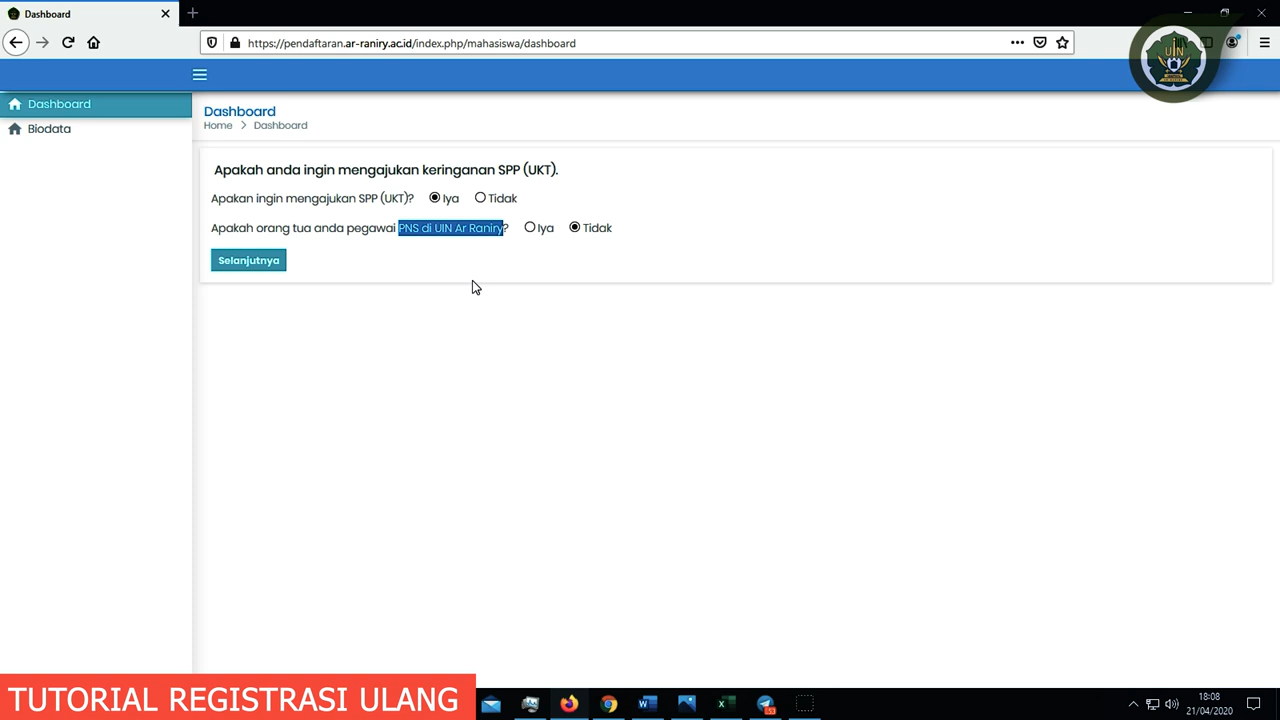 Dashboard
https://pendaftaran.ar-raniry.ac.id/index.php/mahasiswa/dashboard
UIN
Dashboard
Biodata
Dashboard
Home > Dashboard
Apakah anda ingin mengajukan keringanan SPP (UKT).
Apakan ingin mengajukan SPP (UKT)? Iya Tidak
Apakah orang tua anda pegawai PNS di UIN Ar Raniry? Iya Tidak
Selanjutnya
TUTORIAL REGISTRASI ULANG
18:08
21/04/2020